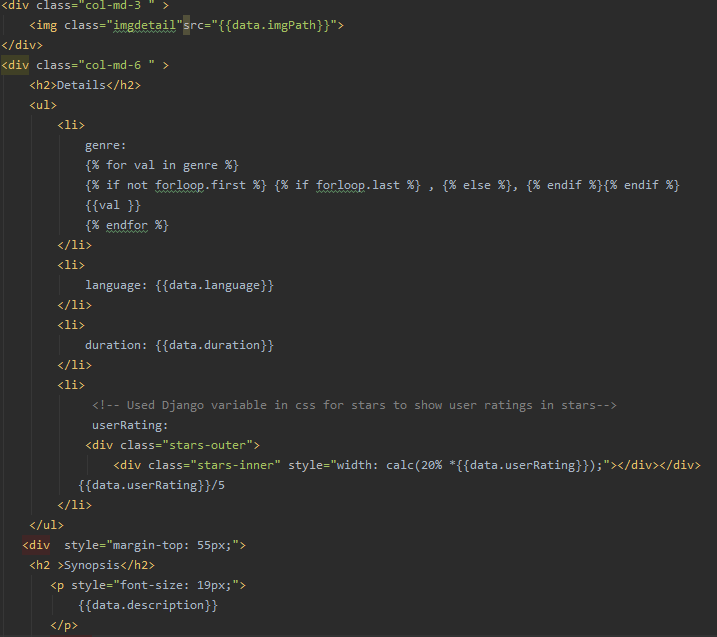 <div class="col-md-3 " >
<img class="imgdetail"src="{{data.imgPath}}">
</div>
<div class="col-md-6 " >
<h2>Details</h2>
<ul>
<li>
genre:
{% for val in genre %}
{% if not forloop.first %} {% if forloop.last %} , {% else %}, {% endif %}{% endif %}
{{val }}
{% endfor %}
</li>
<li>
language: {{data.language}}
</li>
<li>
duration: {{data.duration}}
</li>
<li>
<!-- Used Django variable in css for stars to show user ratings in stars-->
userRating:
<div class="stars-outer">
<div class="stars-inner" style="width: calc(20% *{{data.userRating}});"></div></div>
{{data.userRating}}/5
</li>
</ul>
<div  style="margin-top: 55px;">
<h2 >Synopsis</h2>
<p style="font-size: 19px;">
{{data.description}}
</p>